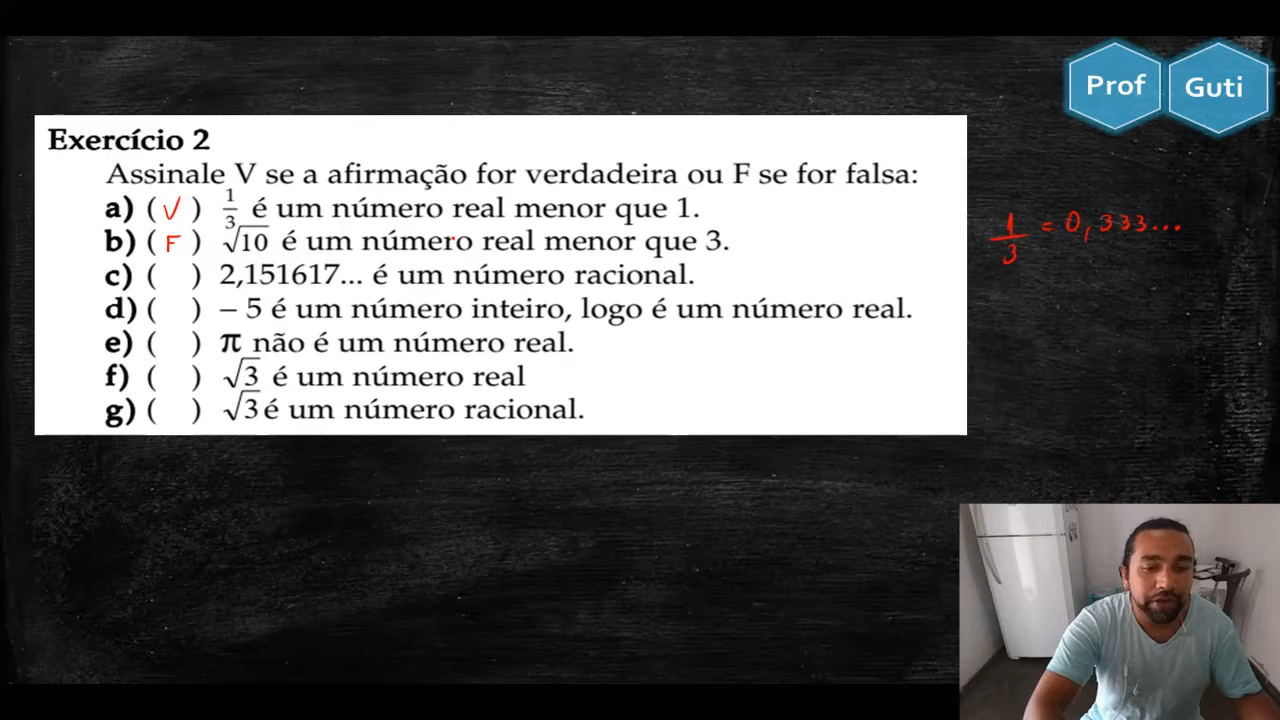 Prof Guti
Exercício 2
Assinale V se a afirmação for verdadeira ou F se for falsa:
a) ( V ) 1/3 é um número real menor que 1.
b) ( F ) √10 é um número real menor que 3.
c) ( ) 2,151617... é um número racional.
d) ( ) – 5 é um número inteiro, logo é um número real.
e) ( ) π não é um número real.
f) ( ) √3 é um número real
g) ( ) √3 é um número racional.
1/3 = 0,333...